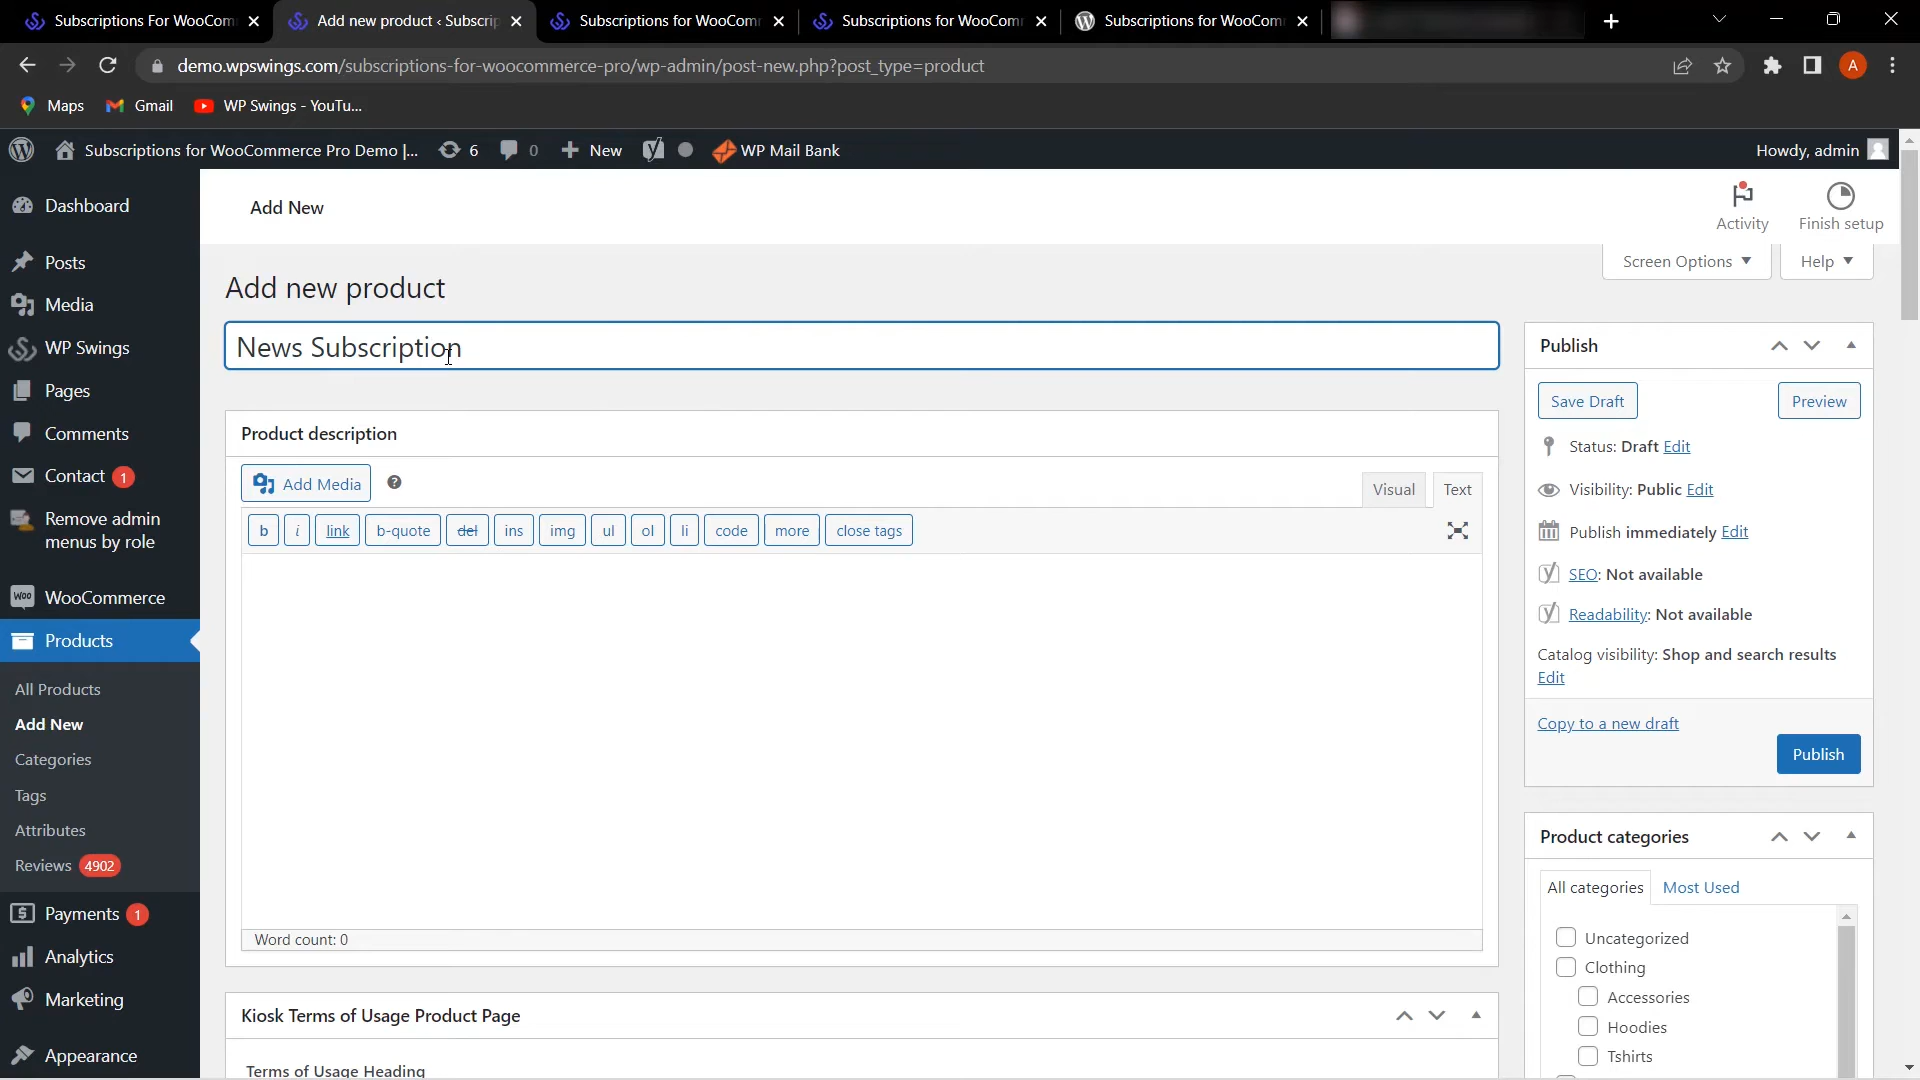 Subscriptions For WooCom
Add new product ‹ Subscrip
Subscriptions for WooComm
Subscriptions for WooComm
Subscriptions for WooComm
demo.wpswings.com/subscriptions-for-woocommerce-pro/wp-admin/post-new.php?post_type=product
A
Maps
Gmail
WP Swings - YouTu...
Subscriptions for WooCommerce Pro Demo |...
6
0
New
WP Mail Bank
Howdy, admin
Dashboard
Posts
Media
WP Swings
Pages
Comments
Contact 1
Remove admin
menus by role
WooCommerce
Products
All Products
Add New
Categories
Tags
Attributes
Reviews 4902
Payments 1
Analytics
Marketing
Appearance
Add New
Activity
Finish setup
Screen Options
Help
Add new product
News Subscription
Product description
Add Media
Visual
Text
b
i
link
b-quote
del
ins
img
ul
ol
li
code
more
close tags
Word count: 0
Kiosk Terms of Usage Product Page
Terms of Usage Heading
Publish
Save Draft
Preview
Status: Draft Edit
Visibility: Public Edit
Publish immediately Edit
SEO: Not available
Readability: Not available
Catalog visibility: Shop and search results
Edit
Copy to a new draft
Publish
Product categories
All categories
Most Used
Uncategorized
Clothing
Accessories
Hoodies
Tshirts